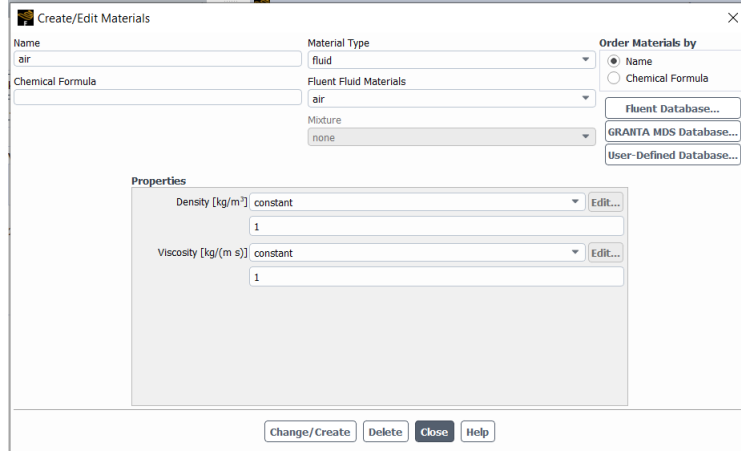 Create/Edit Materials
Name
air
Chemical Formula
Material Type
fluid
Fluent Fluid Materials
air
Mixture
none
Order Materials by
Name
Chemical Formula
Fluent Database...
GRANTA MDS Database...
User-Defined Database...
Properties
Density [kg/m³] constant Edit...
1
Viscosity [kg/(m s)] constant Edit...
1
Change/Create Delete Close Help